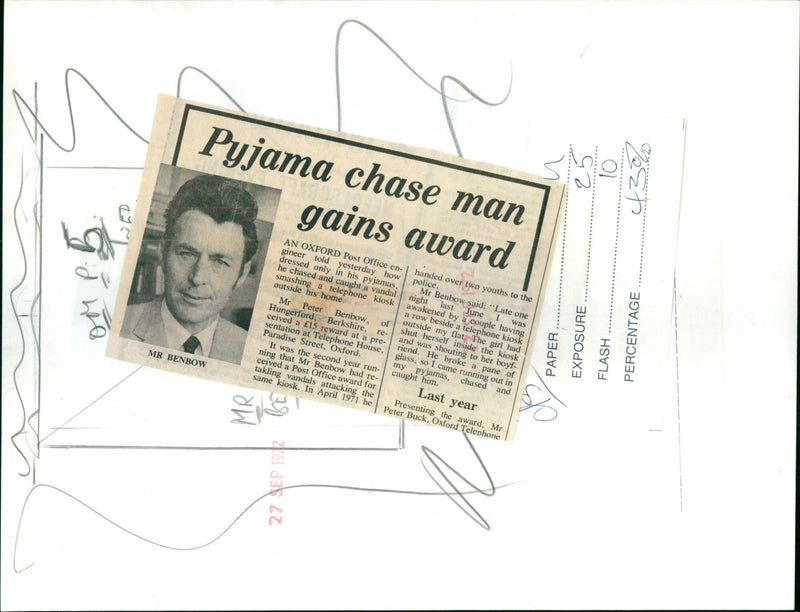 Pyjama chase man
gains award
MR BENBOW
AN OXFORD Post Office en-
gineer told yesterday how
dressed only in his pyjamas,
he chased and caught a vandal
smashing a telephone kiosk
outside his home.
Mr Peter Benbow, of
Hungerford, Berkshire, re-
ceived a £15 reward at a pre-
sentation at Telephone House,
Paradise Street, Oxford.
It was the second year run-
ning that Mr Benbow had re-
ceived a Post Office award for
takling vandals attacking the
same kiosk. In April 1971 he
handed over two youths to the
police.
Mr Benbow said: "Late one
night last June I was
awakened by a couple having
a row beside a telephone kiosk
outside my flat. The girl had
shut herself inside the kiosk
and was shouting at her boyf-
riend. He broke a pane of
glass, so I came running out in
my pyjamas, chased and
caught him.
Last year
Presenting the award, Mr
Peter Buck, Oxford Telephone
PAPER
EXPOSURE 25
FLASH 10
PERCENTAGE
MR
27 SEP 1972